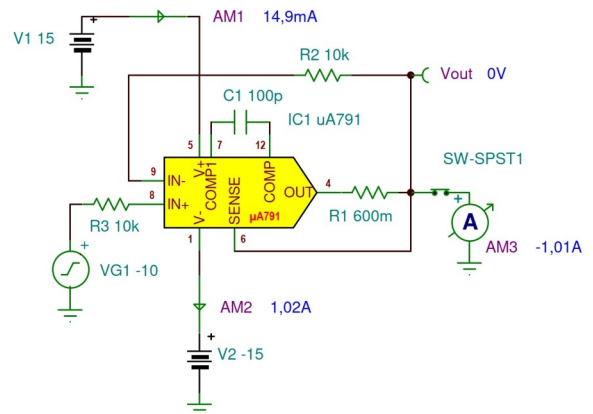 AM1 14,9mA
V1 15
+
R2 10k
Vout 0V
C1 100p
IC1 uA791
5
7
12
SW-SPST1
V+
COMP1
COMP
9
IN-
8
IN+
OUT
4
R1 600m
R3 10k
V-
SENSE
µA791
+
A
AM3 -1,01A
1
6
+
VG1 -10
AM2 1,02A
+
V2 -15